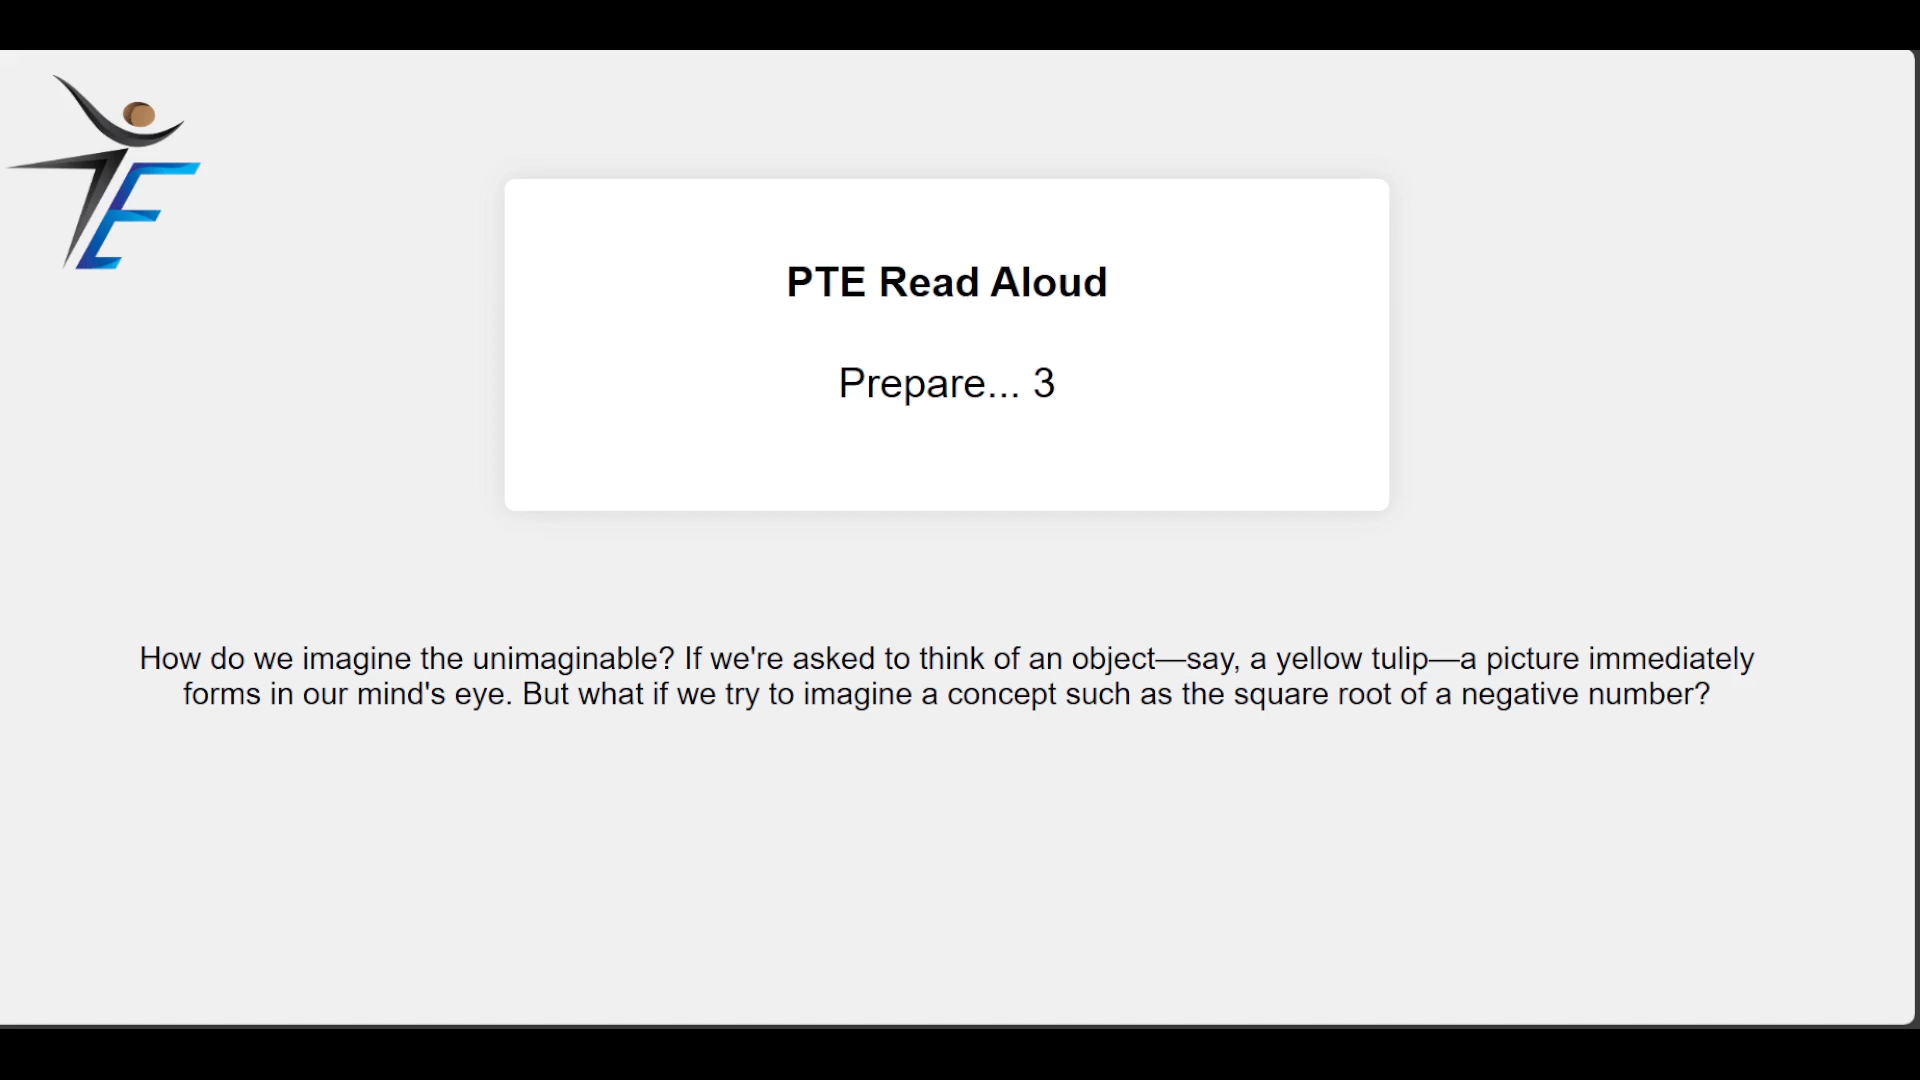 PTE Read Aloud
Prepare... 3
How do we imagine the unimaginable? If we're asked to think of an object—say, a yellow tulip—a picture immediately
forms in our mind's eye. But what if we try to imagine a concept such as the square root of a negative number?